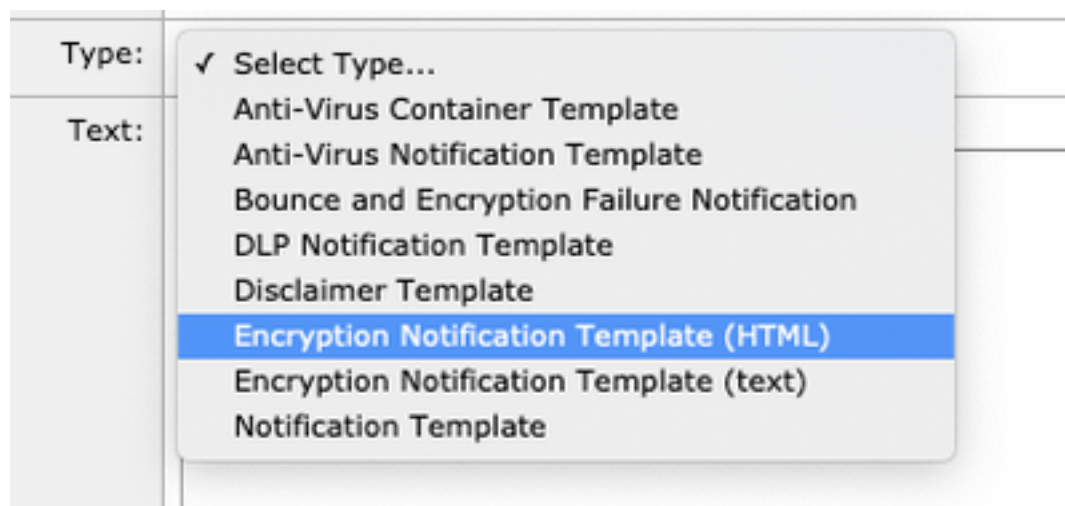 Type:
✓ Select Type...
Anti-Virus Container Template
Anti-Virus Notification Template
Bounce and Encryption Failure Notification
DLP Notification Template
Disclaimer Template
Encryption Notification Template (HTML)
Encryption Notification Template (text)
Notification Template
Text: